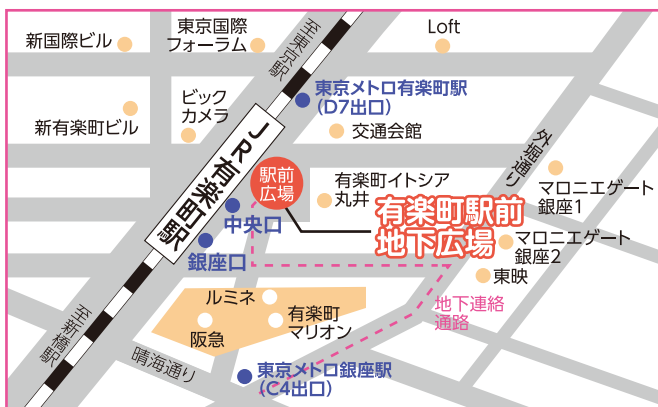 新国際ビル
東京国際
フォーラム
至東京駅
Loft
東京メトロ有楽町駅
(D7出口)
ビック
カメラ
新有楽町ビル
交通会館
外堀通り
JR有楽町駅
駅前
広場
有楽町イトシア
丸井
マロニエゲート
銀座1
中央口
有楽町駅前
地下広場
銀座口
マロニエゲート
銀座2
東映
ルミネ
地下連絡
通路
有楽町
マリオン
阪急
至新橋駅
晴海通り
東京メトロ銀座駅
(C4出口)